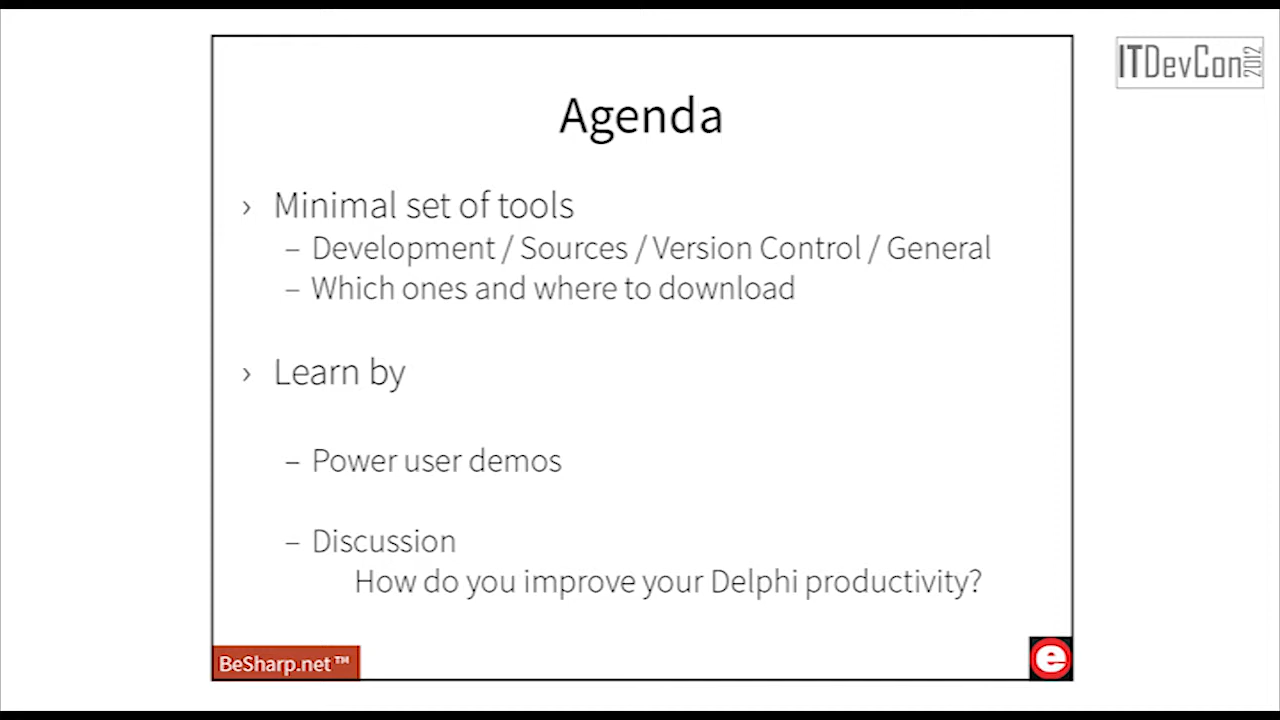 ITDevCon 2012
Agenda
› Minimal set of tools
– Development / Sources / Version Control / General
– Which ones and where to download
› Learn by
– Power user demos
– Discussion
How do you improve your Delphi productivity?
BeSharp.net™
e